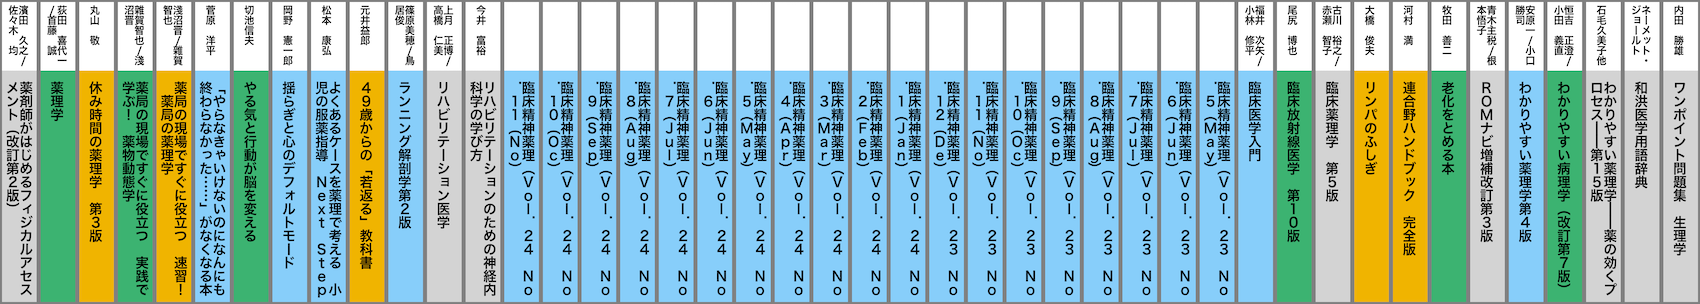 濱田 久之/
佐々木 均
薬剤師がはじめるフィジカルアセス
メント (改訂第2版)
荻田 喜代一
/首藤 誠
薬理学
丸山 敬
休み時間の薬理学 第3版
雜賀智也/淺
沼晋
薬局の現場ですぐに役立つ 実践で
学ぶ! 薬物動態学
淺沼晋/雜賀
智也
薬局の現場ですぐに役立つ 速習!
薬局の薬理学
菅原 洋平
「やらなきゃいけないのになんにも
終わらなかった……」がなくなる本
切池信夫
やる気と行動が脳を変える
岡野 憲一郎
揺らぎと心のデフォルトモード
松本 康弘
よくあるケースを薬理で考える 小
児の服薬指導 Next Step
元井益郎
49歳からの「若返る」教科書
篠原美穂/鳥
居俊
ランニング解剖学第2版
上月 正博/
高橋 仁美
リハビリテーション医学
今井 富裕
リハビリテーションのための神経内
科学の学び方
臨床精神薬理 (Vol. 24 No
.11(No)
臨床精神薬理 (Vol. 24 No
.10(Oc)
臨床精神薬理 (Vol. 24 No
.9(Sep)
臨床精神薬理 (Vol. 24 No
.8(Aug)
臨床精神薬理 (Vol. 24 No
.7(Jul)
臨床精神薬理 (Vol. 24 No
.6(Jun)
臨床精神薬理 (Vol. 24 No
.5(May)
臨床精神薬理 (Vol. 24 No
.4(Apr)
臨床精神薬理 (Vol. 24 No
.3(Mar)
臨床精神薬理 (Vol. 24 No
.2(Feb)
臨床精神薬理 (Vol. 24 No
.1(Jan)
臨床精神薬理 (Vol. 23 No
.12(De)
臨床精神薬理 (Vol. 23 No
.11(No)
臨床精神薬理 (Vol. 23 No
.10(Oc)
臨床精神薬理 (Vol. 23 No
.9(Sep)
臨床精神薬理 (Vol. 23 No
.8(Aug)
臨床精神薬理 (Vol. 23 No
.7(Jul)
臨床精神薬理 (Vol. 23 No
.6(Jun)
臨床精神薬理 (Vol. 23 No
.5(May)
福井 次矢/
小林 修平
臨床医学入門
尾尻 博也
臨床放射線医学 第10版
古川 裕之/
赤瀬 智子
臨床薬理学 第5版
大橋 俊夫
リンパのふしぎ
河村 満
連合野ハンドブック 完全版
牧田 善二
老化をとめる本
青木主税/根
本悟子
ROMナビ増補改訂第3版
安原一/小口
勝司
わかりやすい薬理学第4版
恒吉 正澄/
小田 義直
わかりやすい病理学 (改訂第7版)
石毛久美子他
わかりやすい薬理学――薬の効くプ
ロセス――第15版
ネーメット・
ジョールト
和洪医学用語辞典
内田 勝雄
ワンポイント問題集 生理学